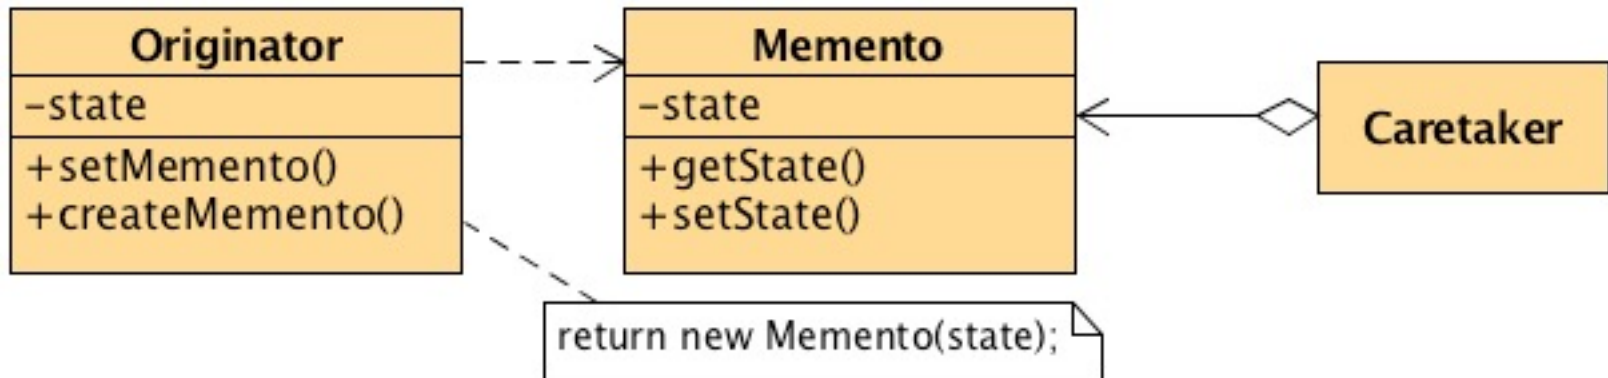 Originator
–state
+setMemento()
+createMemento()
Memento
–state
+getState()
+setState()
Caretaker
return new Memento(state);